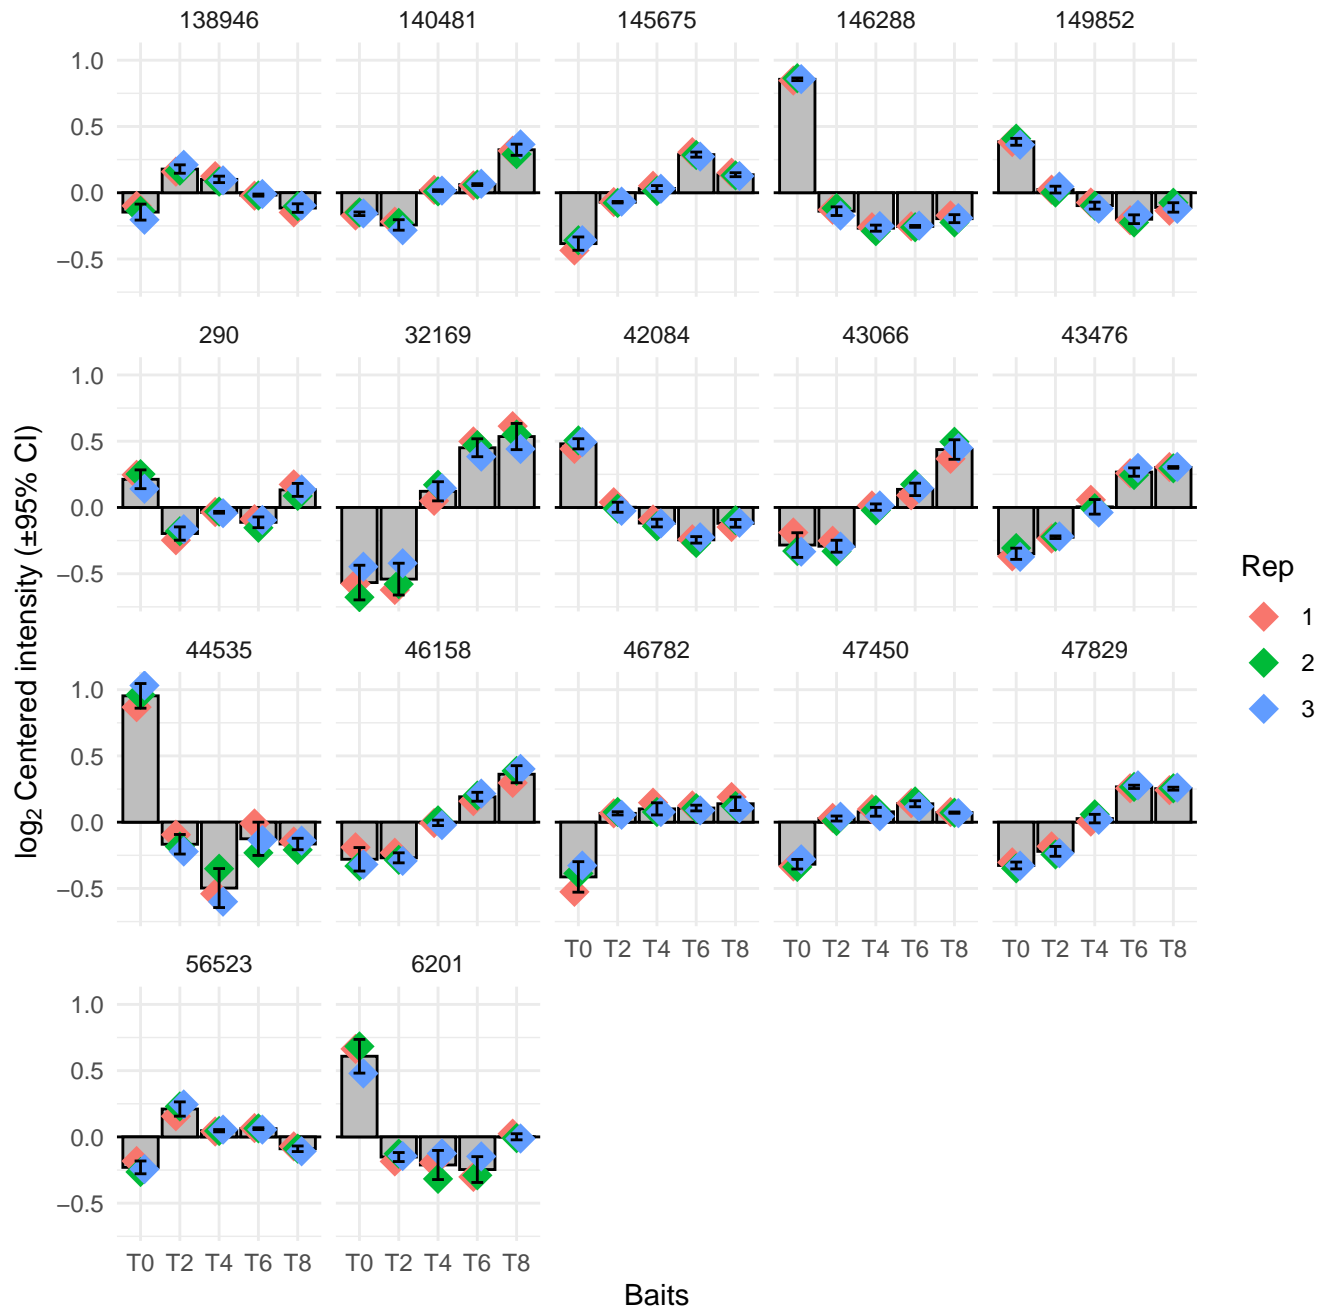 138946 140481 145675 146288 149852
1.0
0.5
0.0
−0.5
290 32169 42084 43066 43476
1.0
0.5
0.0
−0.5
44535 46158 46782 47450 47829
1.0
0.5
0.0
−0.5
T0 T2 T4 T6 T8 T0 T2 T4 T6 T8 T0 T2 T4 T6 T8
56523 6201
1.0
0.5
0.0
−0.5
T0 T2 T4 T6 T8 T0 T2 T4 T6 T8
Baits
log2 Centered intensity (±95% CI)
Rep
1
2
3